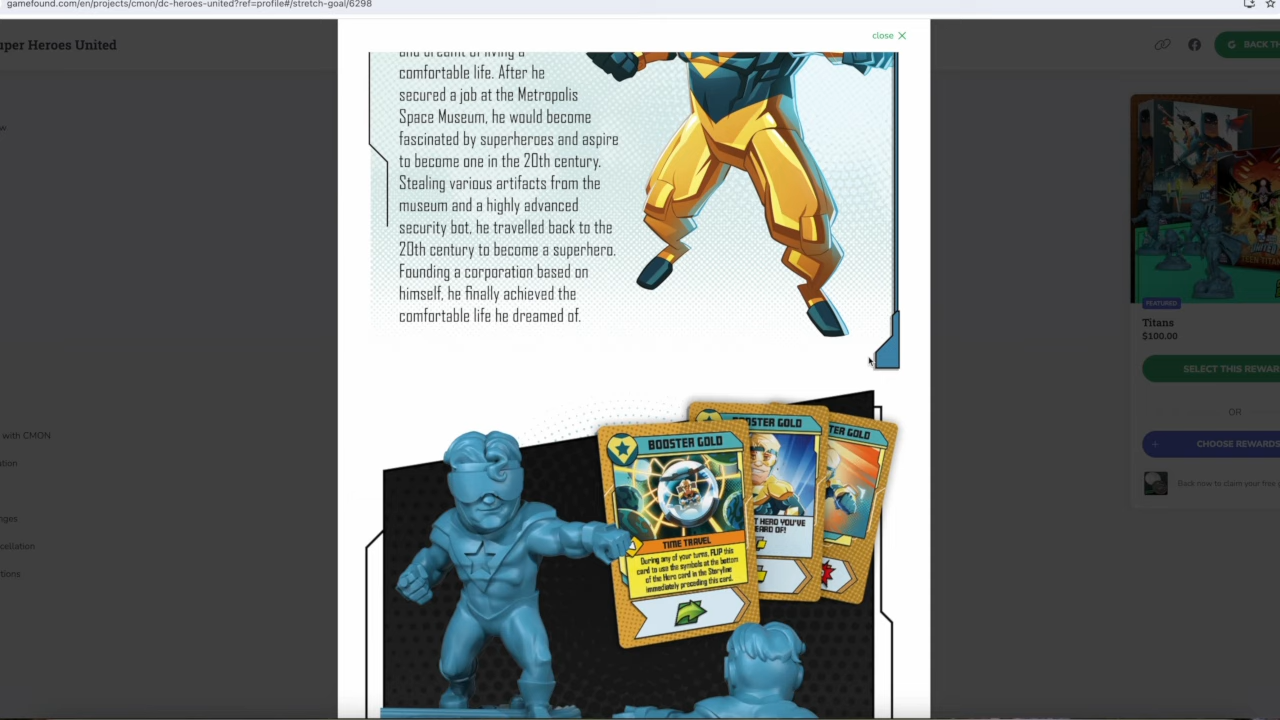 gamefound.com/en/projects/cmon/dc-heroes-united?ref=profile#/stretch-goal/6298
close
uper Heroes United
BACK TH
comfortable life. After he
secured a job at the Metropolis
Space Museum, he would become
fascinated by superheroes and aspire
to become one in the 20th century.
Stealing various artifacts from the
museum and a highly advanced
security bot, he travelled back to the
20th century to become a superhero.
Founding a corporation based on
himself, he finally achieved the
comfortable life he dreamed of.
FEATURED
Titans
$100.00
SELECT THIS REWAR
OR
CHOOSE REWARDS
Back now to claim your free
with CMON
ation
nges
cellation
tions
BOOSTER GOLD
TIME TRAVEL
During any of your turns, FLIP this
card to use the symbols at the bottom
of the Hero card in the Storyline
immediately preceding this card.
OOSTER GOLD
T HERO YOU'VE
EARD OF!
TER GOLD